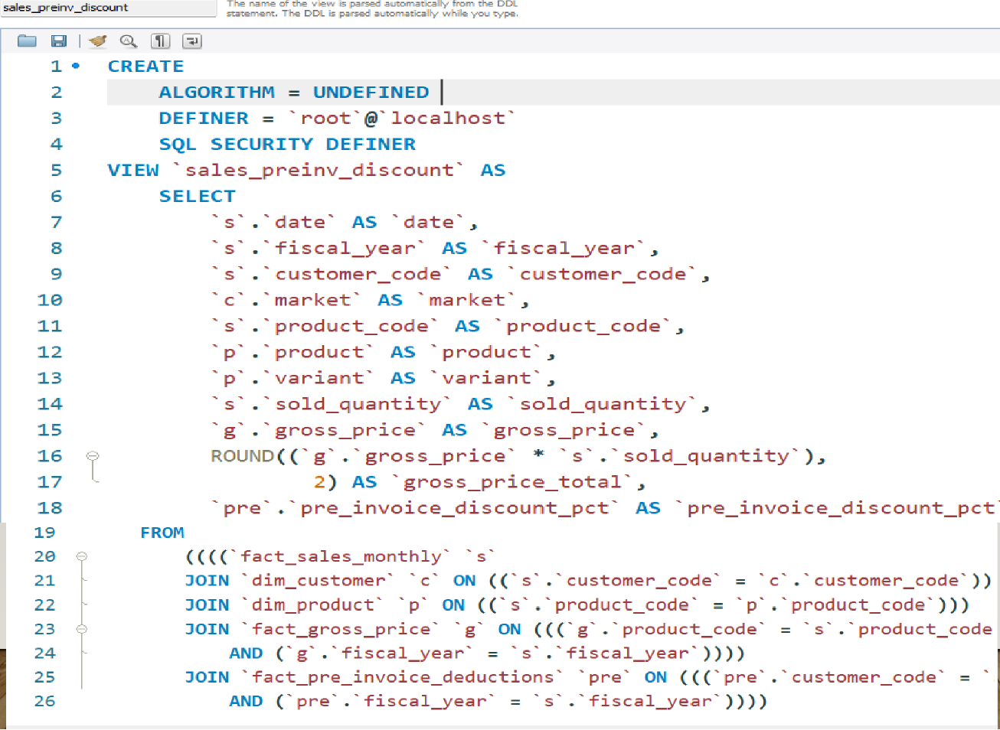 sales_preinv_discount
The name of the view is parsed automatically from the DDL
statement. The DDL is parsed automatically while you type.
1 CREATE
2 ALGORITHM = UNDEFINED
3 DEFINER = `root`@`localhost`
4 SQL SECURITY DEFINER
5 VIEW `sales_preinv_discount` AS
6 SELECT
7 `s`.`date` AS `date`,
8 `s`.`fiscal_year` AS `fiscal_year`,
9 `s`.`customer_code` AS `customer_code`,
10 `c`.`market` AS `market`,
11 `s`.`product_code` AS `product_code`,
12 `p`.`product` AS `product`,
13 `p`.`variant` AS `variant`,
14 `s`.`sold_quantity` AS `sold_quantity`,
15 `g`.`gross_price` AS `gross_price`,
16 ROUND((`g`.`gross_price` * `s`.`sold_quantity`),
17 2) AS `gross_price_total`,
18 `pre`.`pre_invoice_discount_pct` AS `pre_invoice_discount_pct`
19 FROM
20 ((((`fact_sales_monthly` `s`
21 JOIN `dim_customer` `c` ON ((`s`.`customer_code` = `c`.`customer_code`))
22 JOIN `dim_product` `p` ON ((`s`.`product_code` = `p`.`product_code`)))
23 JOIN `fact_gross_price` `g` ON (((`g`.`product_code` = `s`.`product_code
24 AND (`g`.`fiscal_year` = `s`.`fiscal_year`))))
25 JOIN `fact_pre_invoice_deductions` `pre` ON (((`pre`.`customer_code` = `
26 AND (`pre`.`fiscal_year` = `s`.`fiscal_year`))))